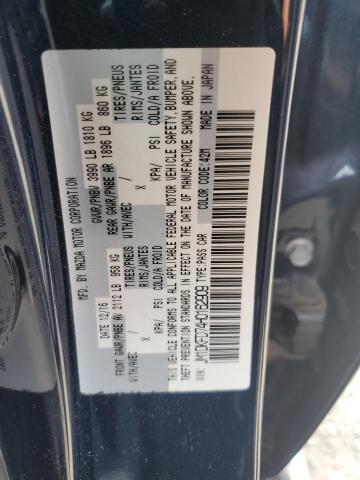 MFD. BY MAZDA MOTOR CORPORATION
DATE: 12/16 GVWR/PNBV 3990 LB 1810 KG
FRONT GAWR/PNBE AV 2112 LB 958 KG REAR GAWR/PNBE AR 1896 LB 860 KG
TIRES/PNEUS TIRES/PNEUS
WITH/AVEC RIMS/JANTES WITH/AVEC RIMS/JANTES
X X
KPA/ PSI COLD/A FROID KPA/ PSI COLD/A FROID
THIS VEHICLE CONFORMS TO ALL APPLICABLE FEDERAL MOTOR VEHICLE SAFETY, BUMPER, AND
THEFT PREVENTION STANDARDS IN EFFECT ON THE DATE OF MANUFACTURE SHOWN ABOVE.
JM1DKFD74H0162909
VIN: TYPE:PASS CAR COLOR CODE:42M MADE IN JAPAN